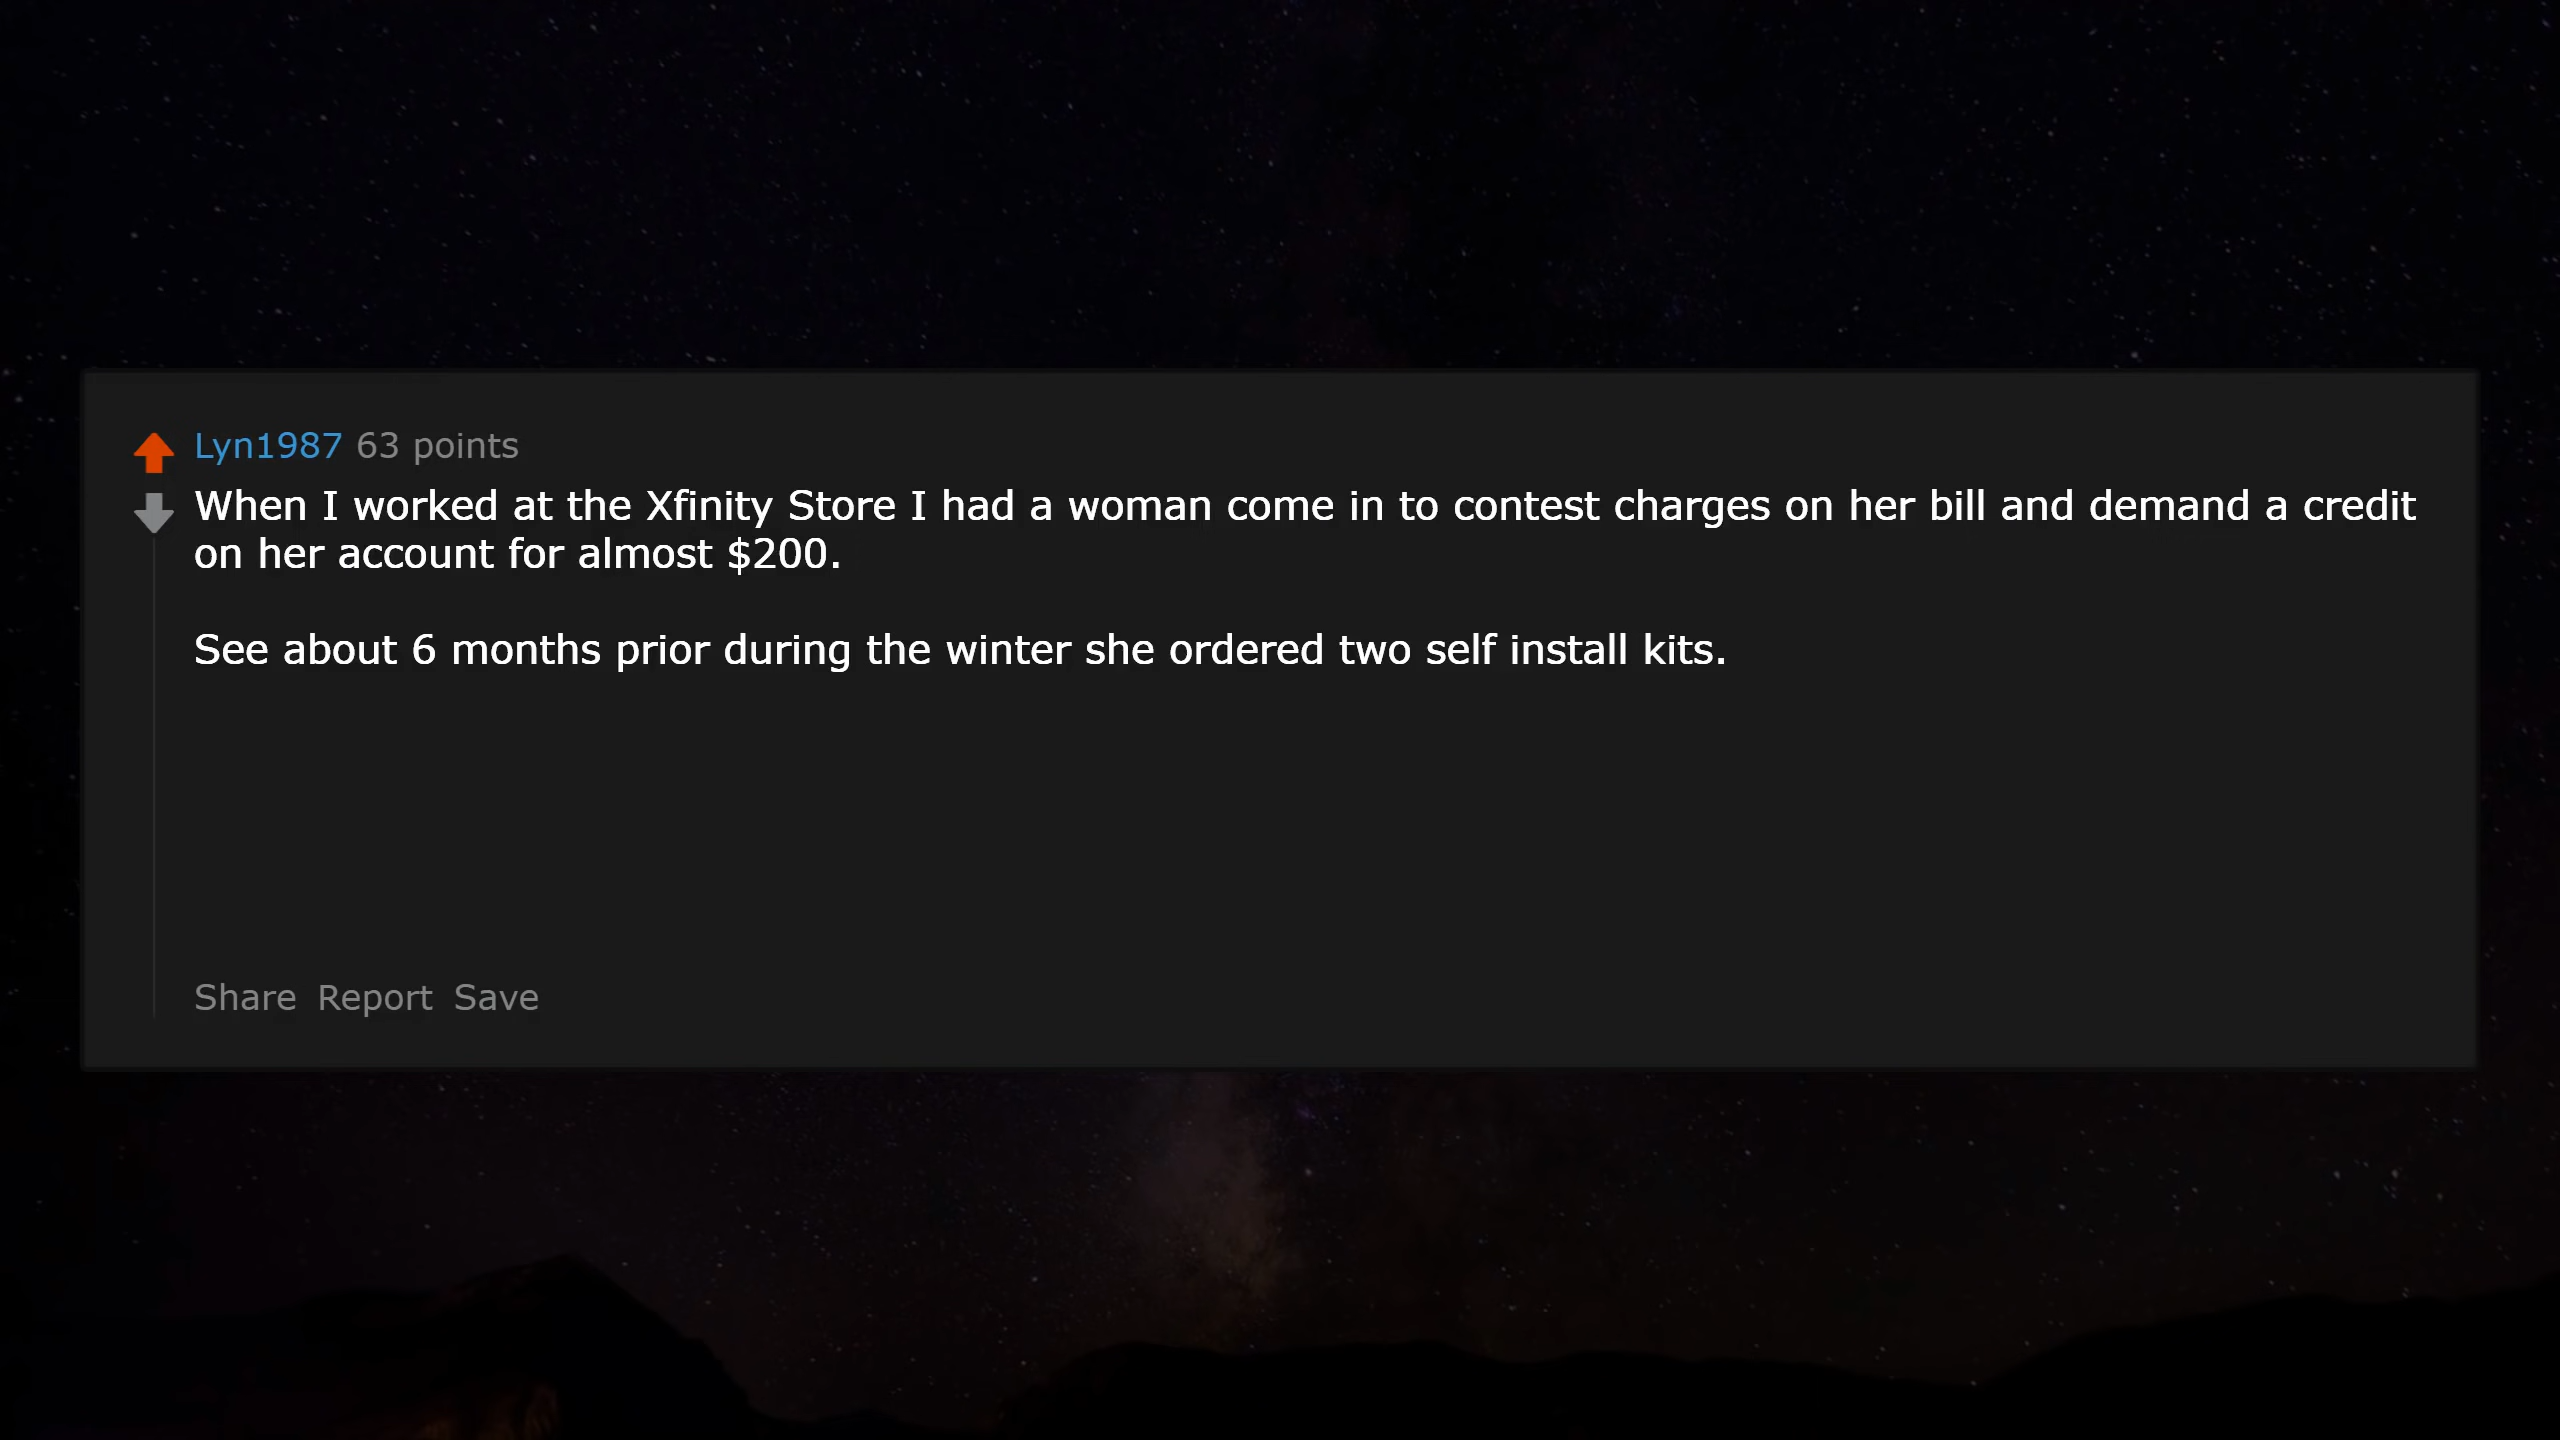 Lyn1987 63 points
When I worked at the Xfinity Store I had a woman come in to contest charges on her bill and demand a credit
on her account for almost $200.
See about 6 months prior during the winter she ordered two self install kits.
Share Report Save